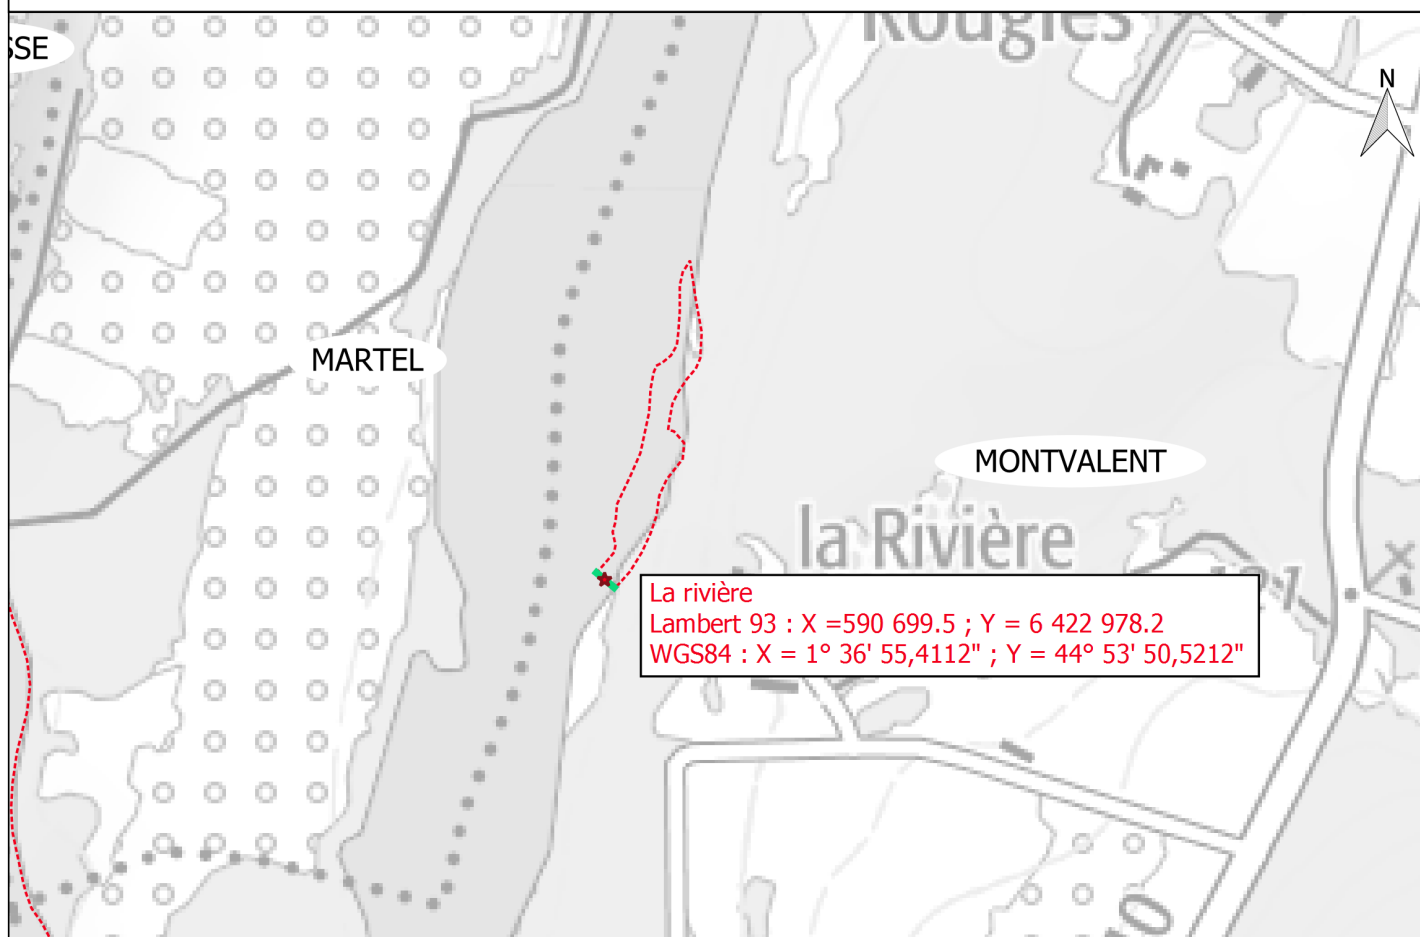 SSE
Rougiès
N
MARTEL
MONTVALENT
la Rivière
La rivière
Lambert 93 : X =590 699.5 ; Y = 6 422 978.2
WGS84 : X = 1° 36' 55,4112" ; Y = 44° 53' 50,5212"